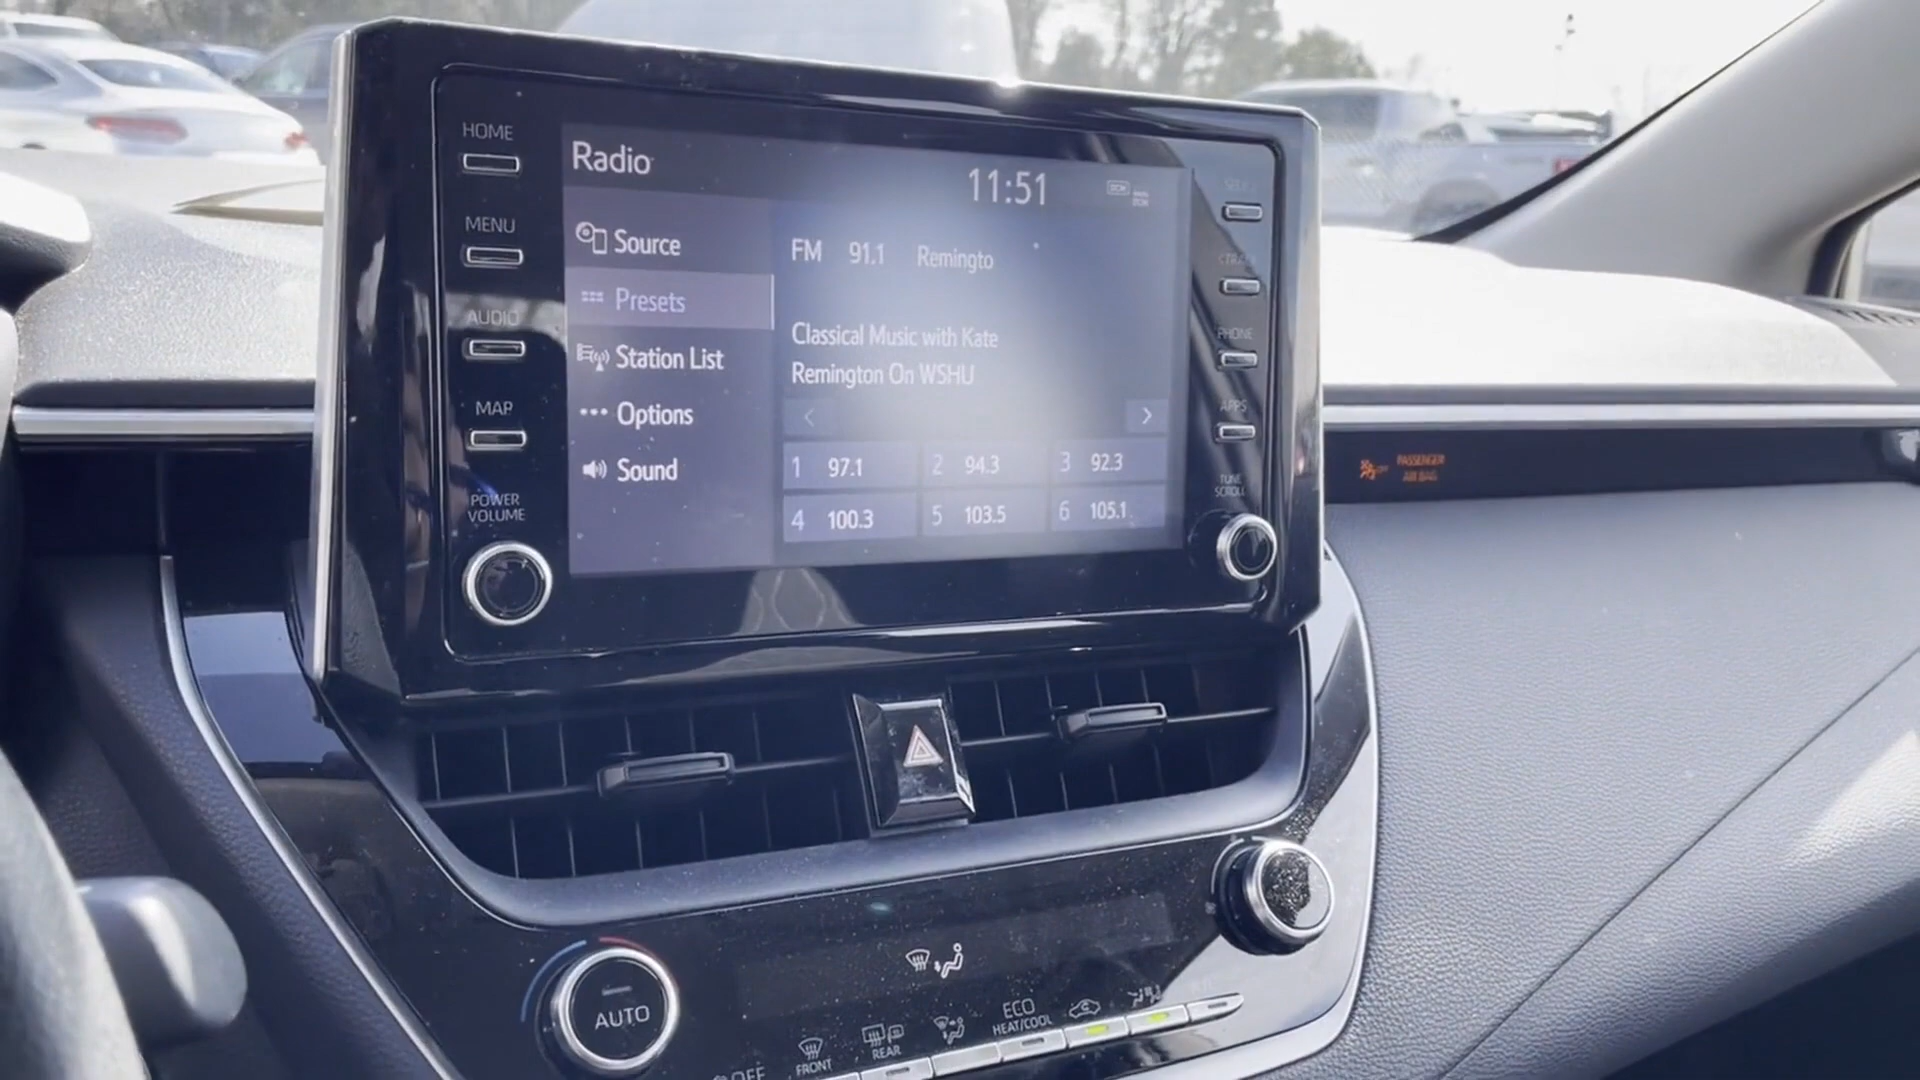 HOME
MENU
AUDIO
MAP
POWER
VOLUME
Radio
11:51
Source
Presets
Station List
Options
Sound
FM 91.1 Remingto
Classical Music with Kate
Remington On WSHU
1 97.1
2 94.3
3 92.3
4 100.3
5 103.5
6 105.1
PHONE
APPS
TUNE
SCROLL
PASSENGER
AIR BAG
AUTO
OFF
FRONT
REAR
ECO
HEAT/COOL